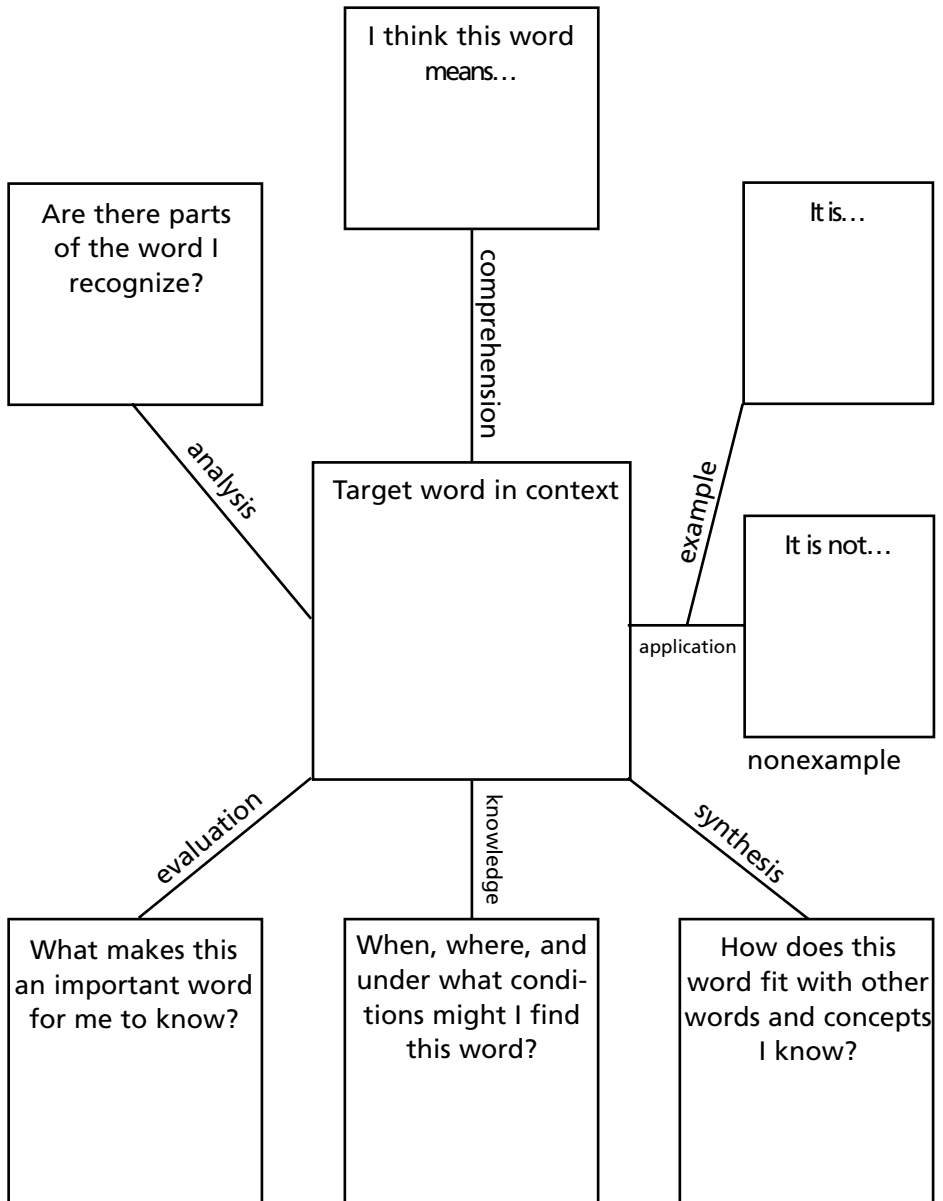 I think this word
means…
Are there parts
of the word I
recognize?
It is…
comprehension
analysis
example
Target word in context
It is not…
application
nonexample
evaluation
knowledge
synthesis
What makes this
an important word
for me to know?
When, where, and
under what condi-
tions might I find
this word?
How does this
word fit with other
words and concepts
I know?